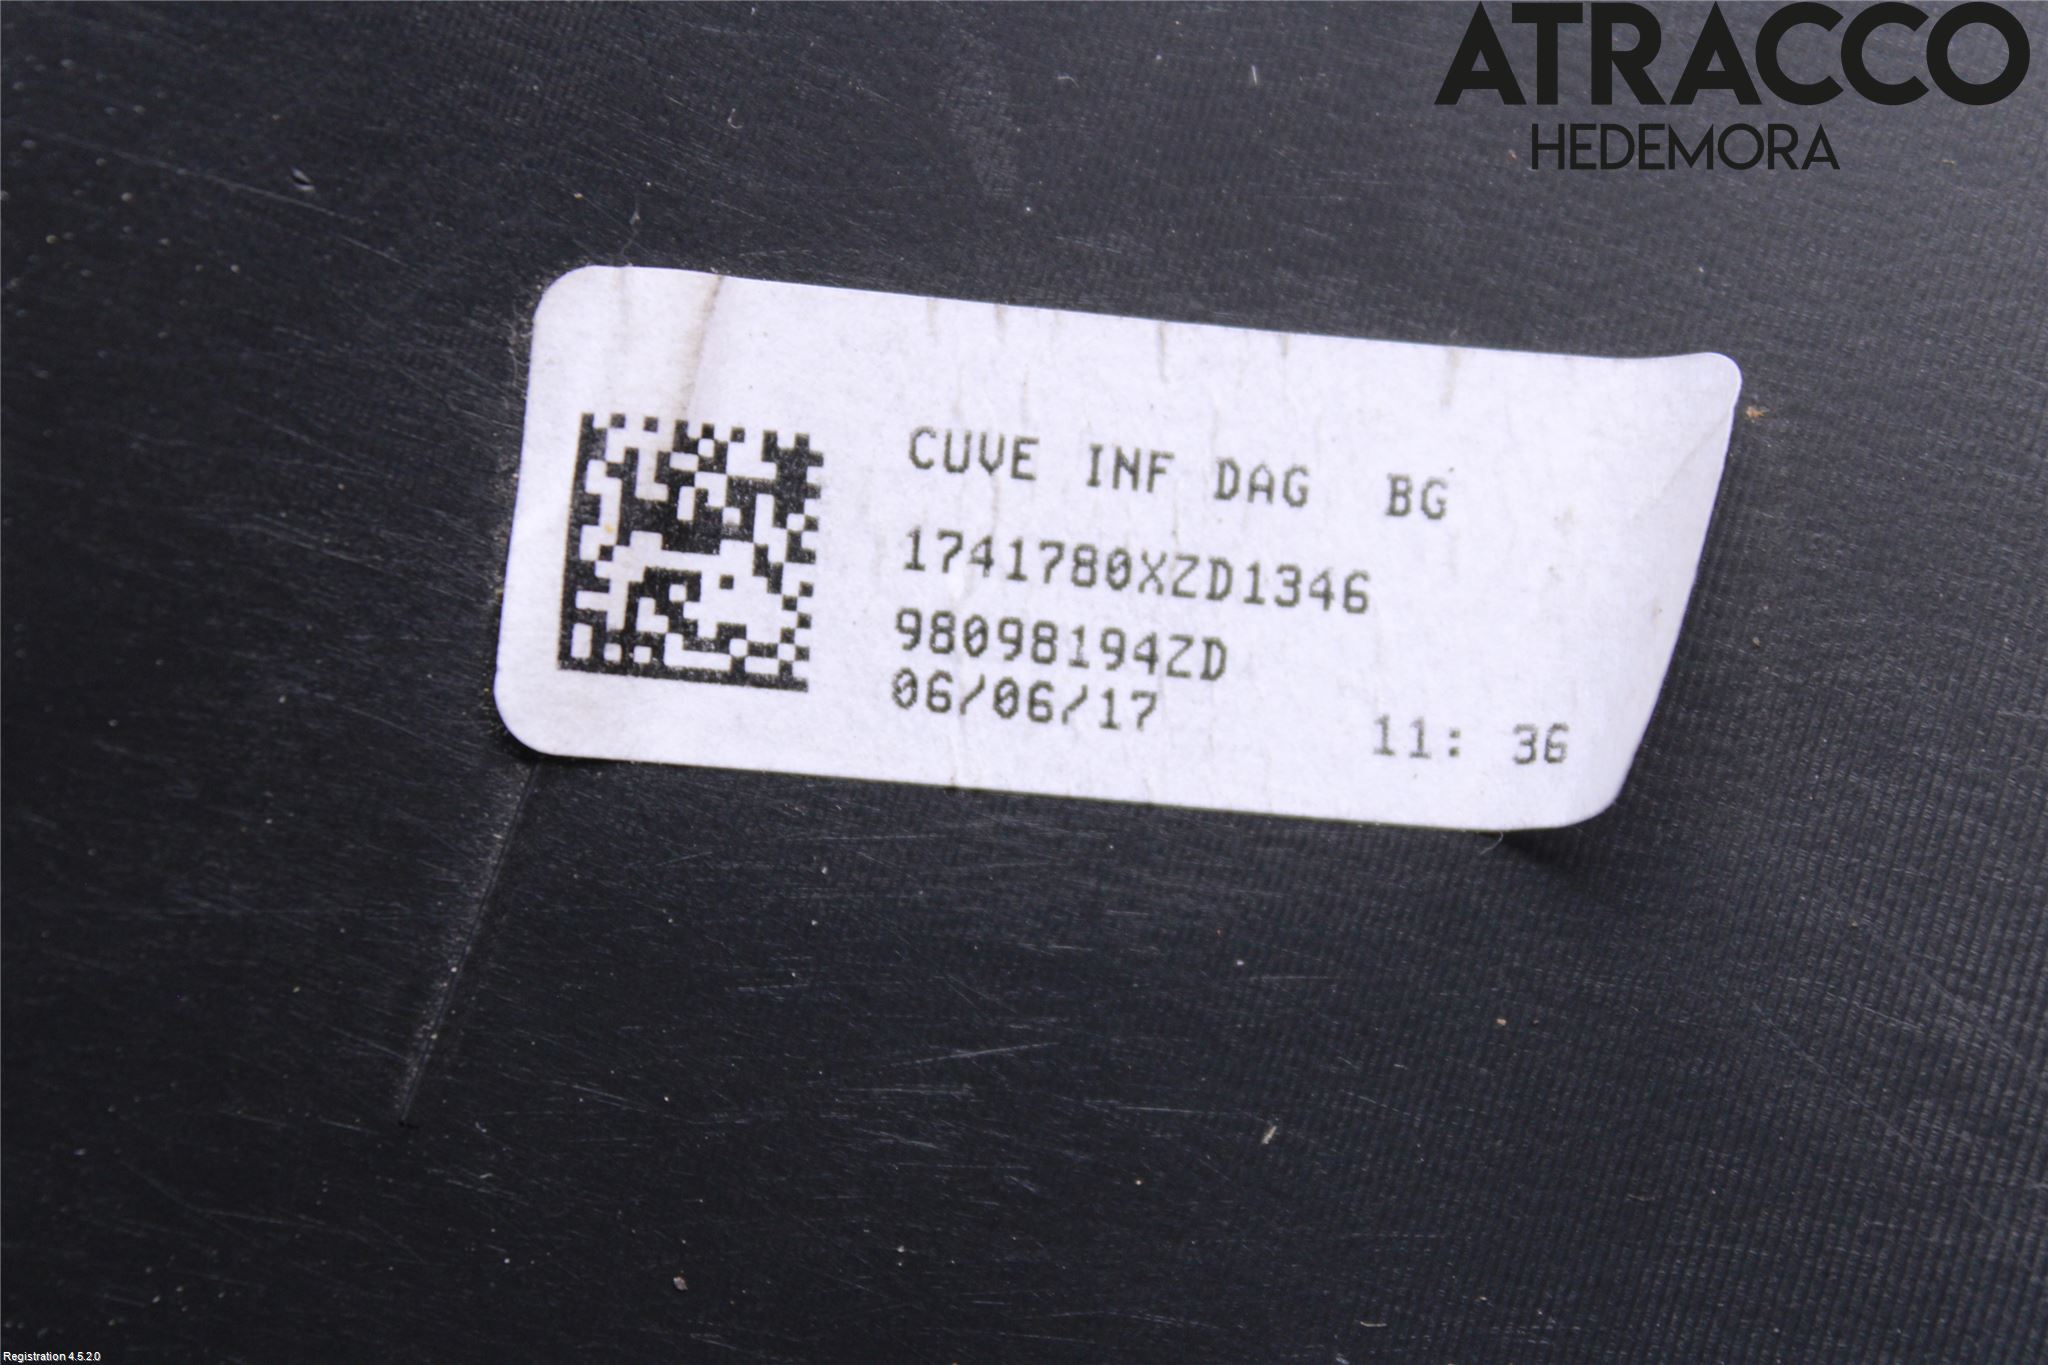 ATRACCO
HEDEMORA
CUVE INF DAG BG
1741780XZD1346
98098194ZD
06/06/17 11: 36
Registration 4.5.2.0